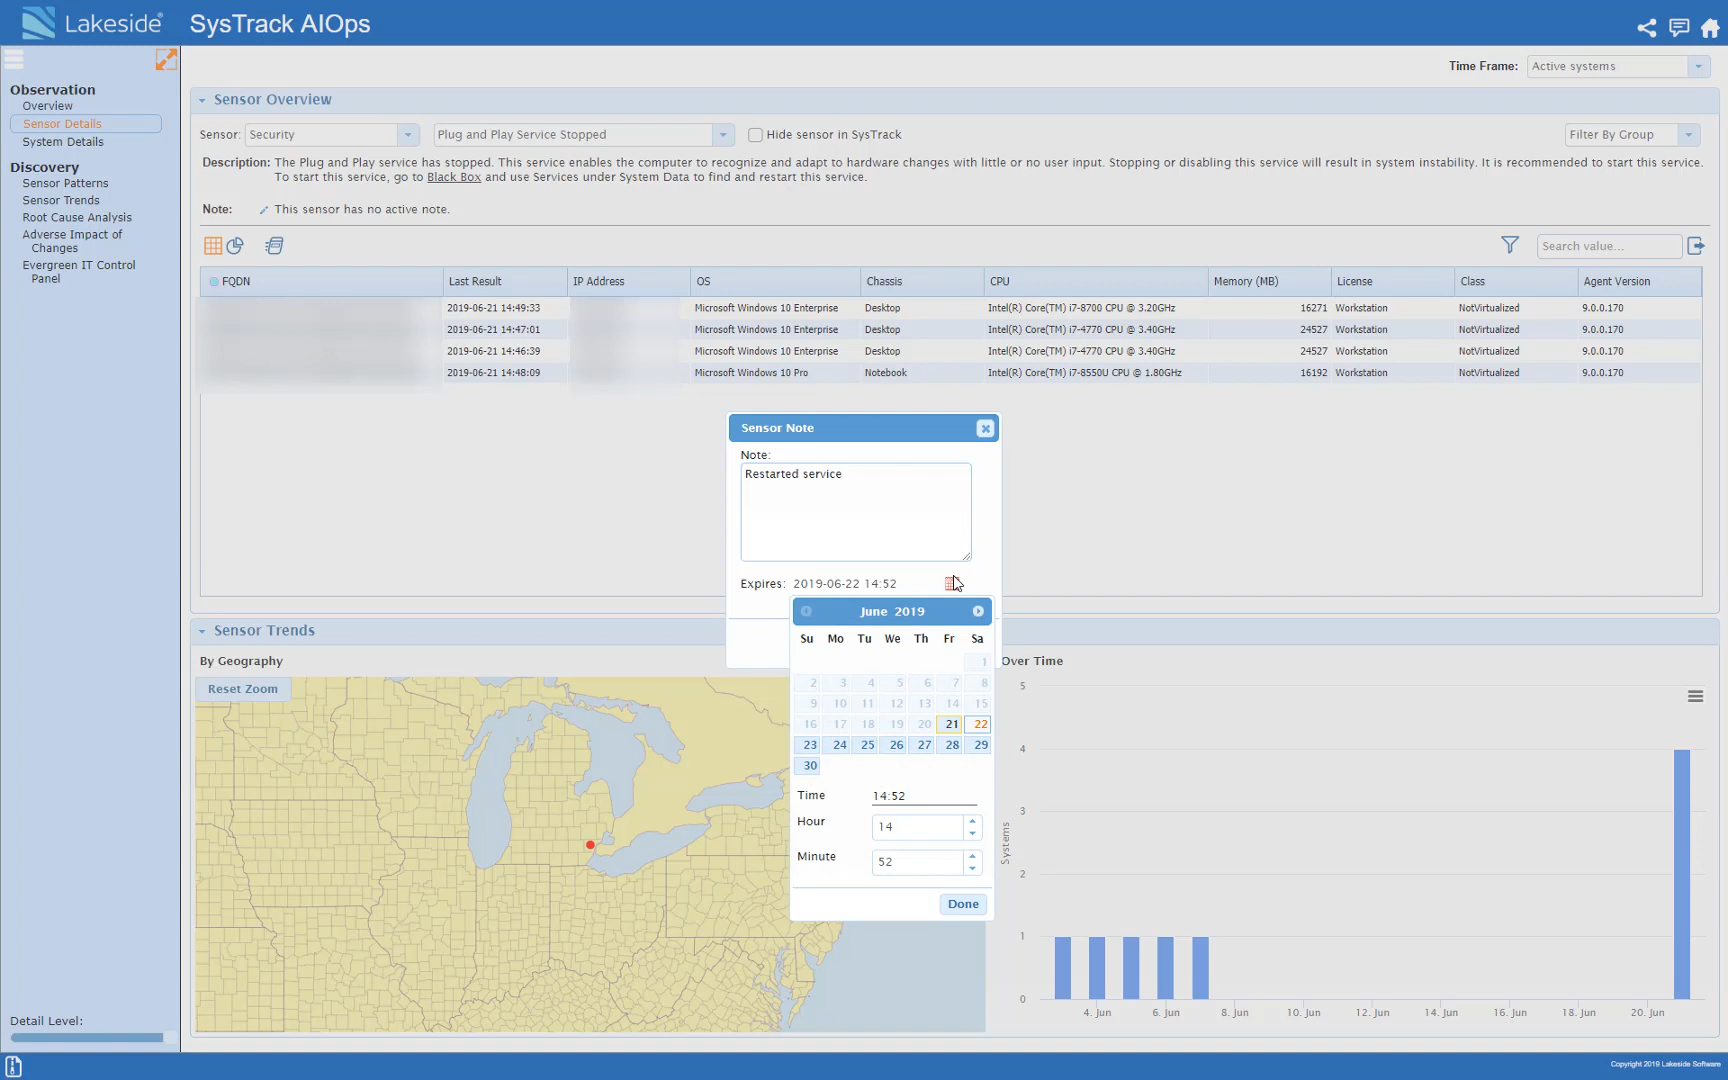 Lakeside
SysTrack AIOps
Time Frame: Active systems
Observation
Overview
Sensor Details
System Details
Discovery
Sensor Patterns
Sensor Trends
Root Cause Analysis
Adverse Impact of
Changes
Evergreen IT Control
Panel
Detail Level:
Sensor Overview
Sensor: Security Plug and Play Service Stopped Hide sensor in SysTrack Filter By Group
Description: The Plug and Play service has stopped. This service enables the computer to recognize and adapt to hardware changes with little or no user input. Stopping or disabling this service will result in system instability. It is recommended to start this service.
To start this service, go to Black Box and use Services under System Data to find and restart this service.
Note: This sensor has no active note.
Search value...
FQDN Last Result IP Address OS Chassis CPU Memory (MB) License Class Agent Version
2019-06-21 14:49:33 Microsoft Windows 10 Enterprise Desktop Intel(R) Core(TM) i7-8700 CPU @ 3.20GHz 16271 Workstation NotVirtualized 9.0.0.170
2019-06-21 14:47:01 Microsoft Windows 10 Enterprise Desktop Intel(R) Core(TM) i7-4770 CPU @ 3.40GHz 24527 Workstation NotVirtualized 9.0.0.170
2019-06-21 14:46:39 Microsoft Windows 10 Enterprise Desktop Intel(R) Core(TM) i7-4770 CPU @ 3.40GHz 24527 Workstation NotVirtualized 9.0.0.170
2019-06-21 14:48:09 Microsoft Windows 10 Pro Notebook Intel(R) Core(TM) i7-8550U CPU @ 1.80GHz 16192 Workstation NotVirtualized 9.0.0.170
Sensor Note
Note:
Restarted service
Expires: 2019-06-22 14:52
June 2019
Su Mo Tu We Th Fr Sa
1
2 3 4 5 6 7 8
9 10 11 12 13 14 15
16 17 18 19 20 21 22
23 24 25 26 27 28 29
30
Time 14:52
Hour 14
Minute 52
Done
Sensor Trends
By Geography
Reset Zoom
Over Time
5
4
3
2
1
0
Systems
4. Jun 6. Jun 8. Jun 10. Jun 12. Jun 14. Jun 16. Jun 18. Jun 20. Jun
Copyright 2019 Lakeside Software